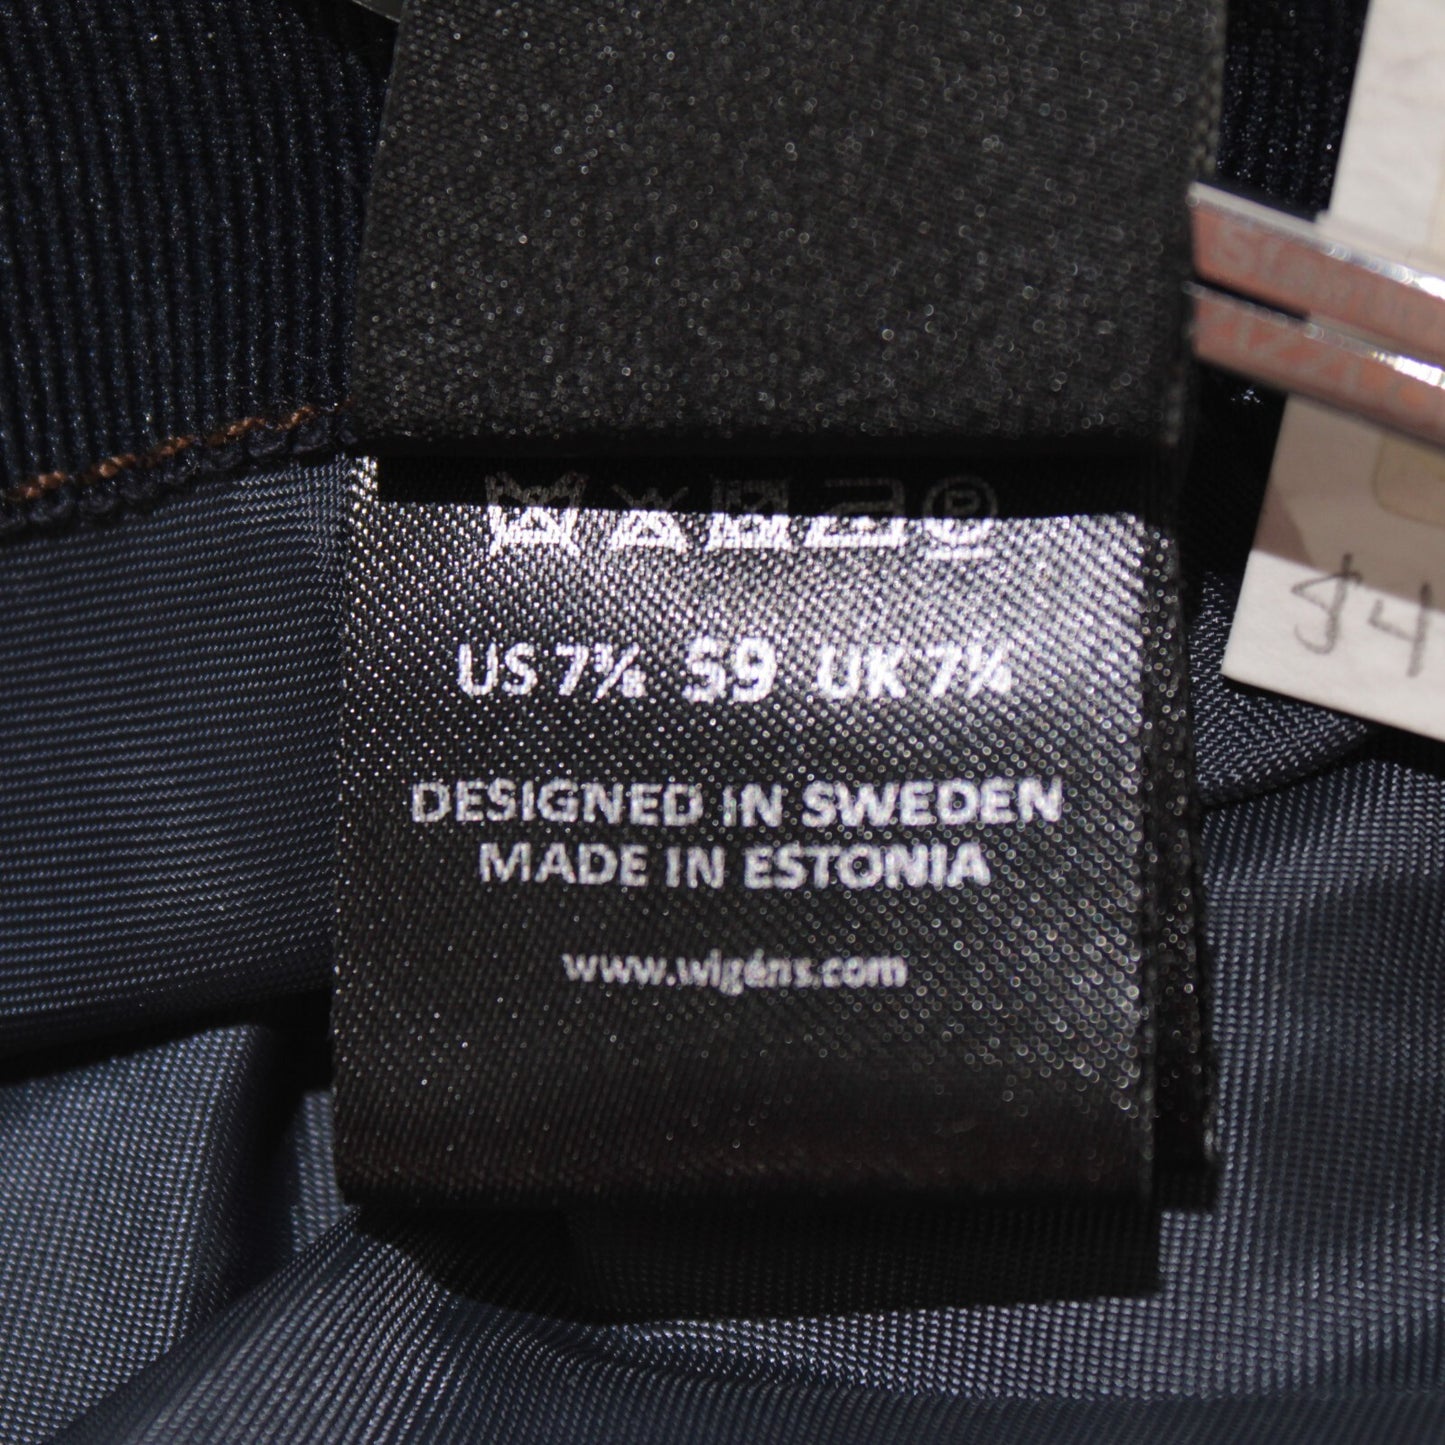 US 7⅜ 59 UK 7¼
DESIGNED IN SWEDEN
MADE IN ESTONIA
www.wigéns.com
$4